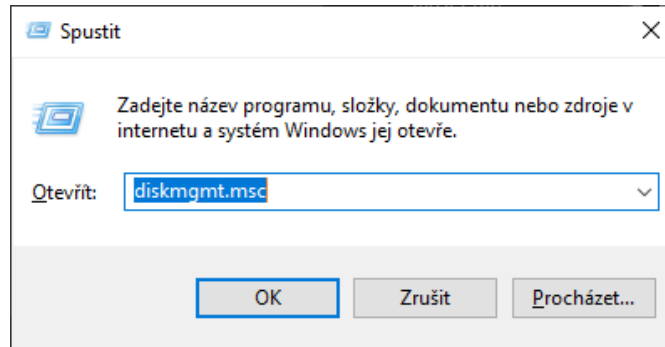 Spustit
Zadejte název programu, složky, dokumentu nebo zdroje v
internetu a systém Windows jej otevře.
Otevřít:
diskmgmt.msc
OK
Zrušit
Procházet...